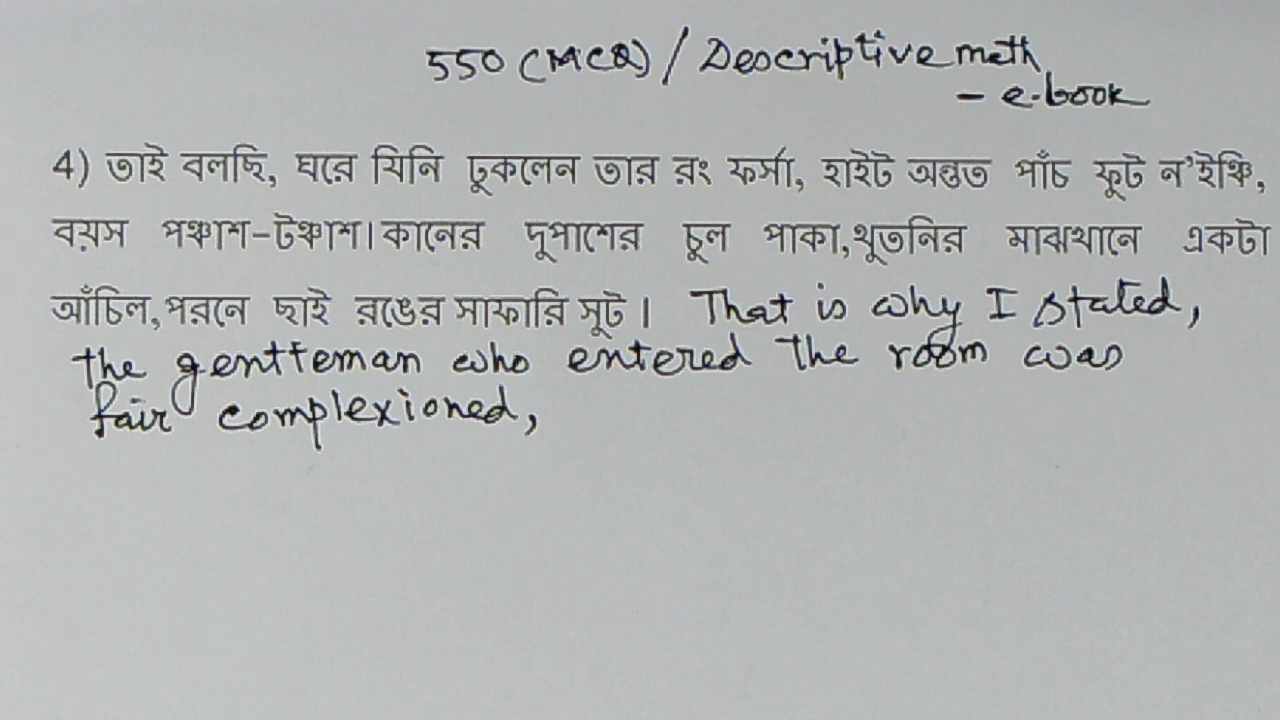 550 (MCQ) / Descriptive math
- e-book
4) তাই বলছি, ঘরে যিনি ঢুকলেন তার রং ফর্সা, হাইট অন্তত পাঁচ ফুট ন'ইঞ্চি,
বয়স পঞ্চাশ-টঞ্চাশ। কানের দুপাশের চুল পাকা,থুতনির মাঝখানে একটা
আঁচিল,পরনে ছাই রঙের সাফারি সুট। That is why I stated,
the gentteman who entered the room was
fair complexioned,